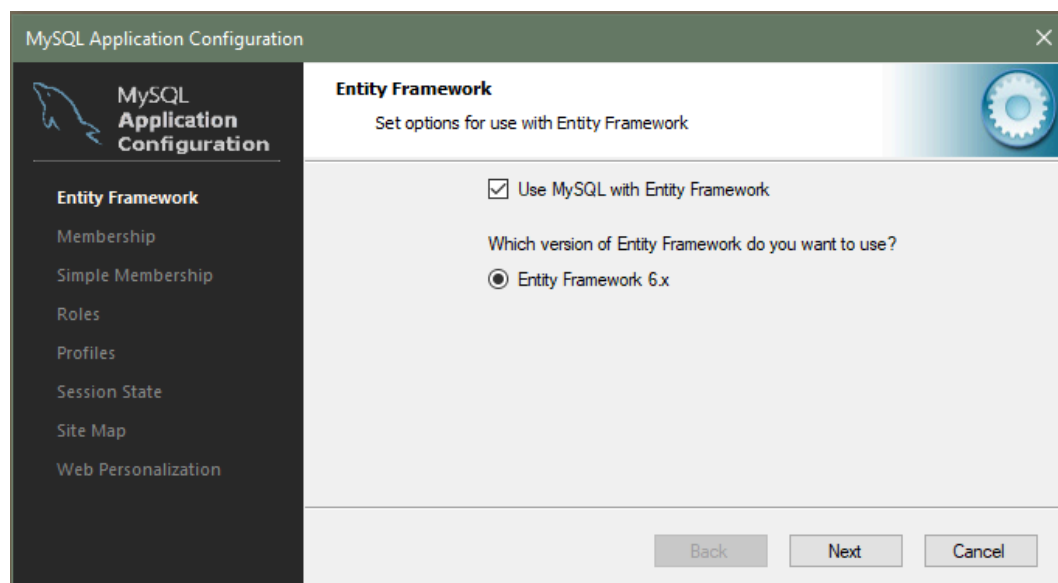 MySQL Application Configuration
MySQL
Application
Configuration
Entity Framework
Membership
Simple Membership
Roles
Profiles
Session State
Site Map
Web Personalization
Entity Framework
Set options for use with Entity Framework
Use MySQL with Entity Framework
Which version of Entity Framework do you want to use?
Entity Framework 6.x
Back
Next
Cancel